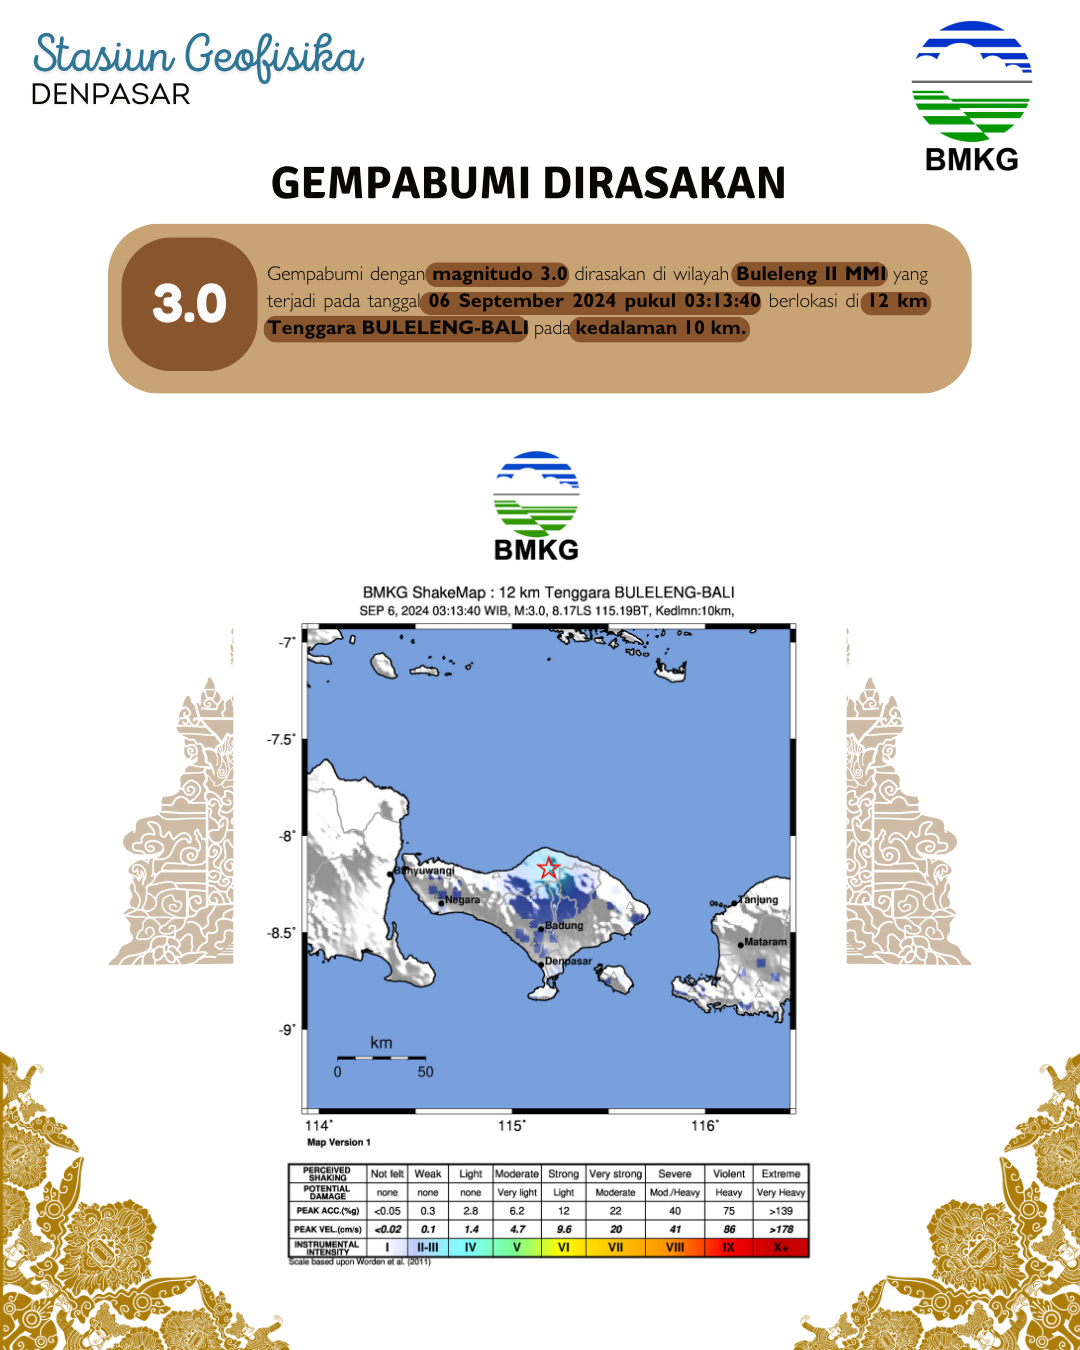 Stasiun Geofisika
DENPASAR
BMKG
GEMPABUMI DIRASAKAN
3.0
Gempabumi dengan magnitudo 3.0 dirasakan di wilayah Buleleng II MMI yang
terjadi pada tanggal 06 September 2024 pukul 03:13:40 berlokasi di 12 km
Tenggara BULELENG-BALI pada kedalaman 10 km.
BMKG
BMKG ShakeMap : 12 km Tenggara BULELENG-BALI
SEP 6, 2024 03:13:40 WIB, M:3.0, 8.17LS 115.19BT, Kedlmn:10km,
-7°
-7.5°
-8°
Banyuwangi
Negara
Tanjung
Badung
-8.5°
Mataram
Denpasar
-9°
km
0 50
114° 115° 116°
Map Version 1
PERCEIVED SHAKING Not felt Weak Light Moderate Strong Very strong Severe Violent Extreme
POTENTIAL DAMAGE none none none Very light Light Moderate Mod./Heavy Heavy Very Heavy
PEAK ACC.(%g) <0.05 0.3 2.8 6.2 12 22 40 75 >139
PEAK VEL.(cm/s) <0.02 0.1 1.4 4.7 9.6 20 41 86 >178
INSTRUMENTAL INTENSITY I II-III IV V VI VII VIII IX X+
Scale based upon Worden et al. (2011)